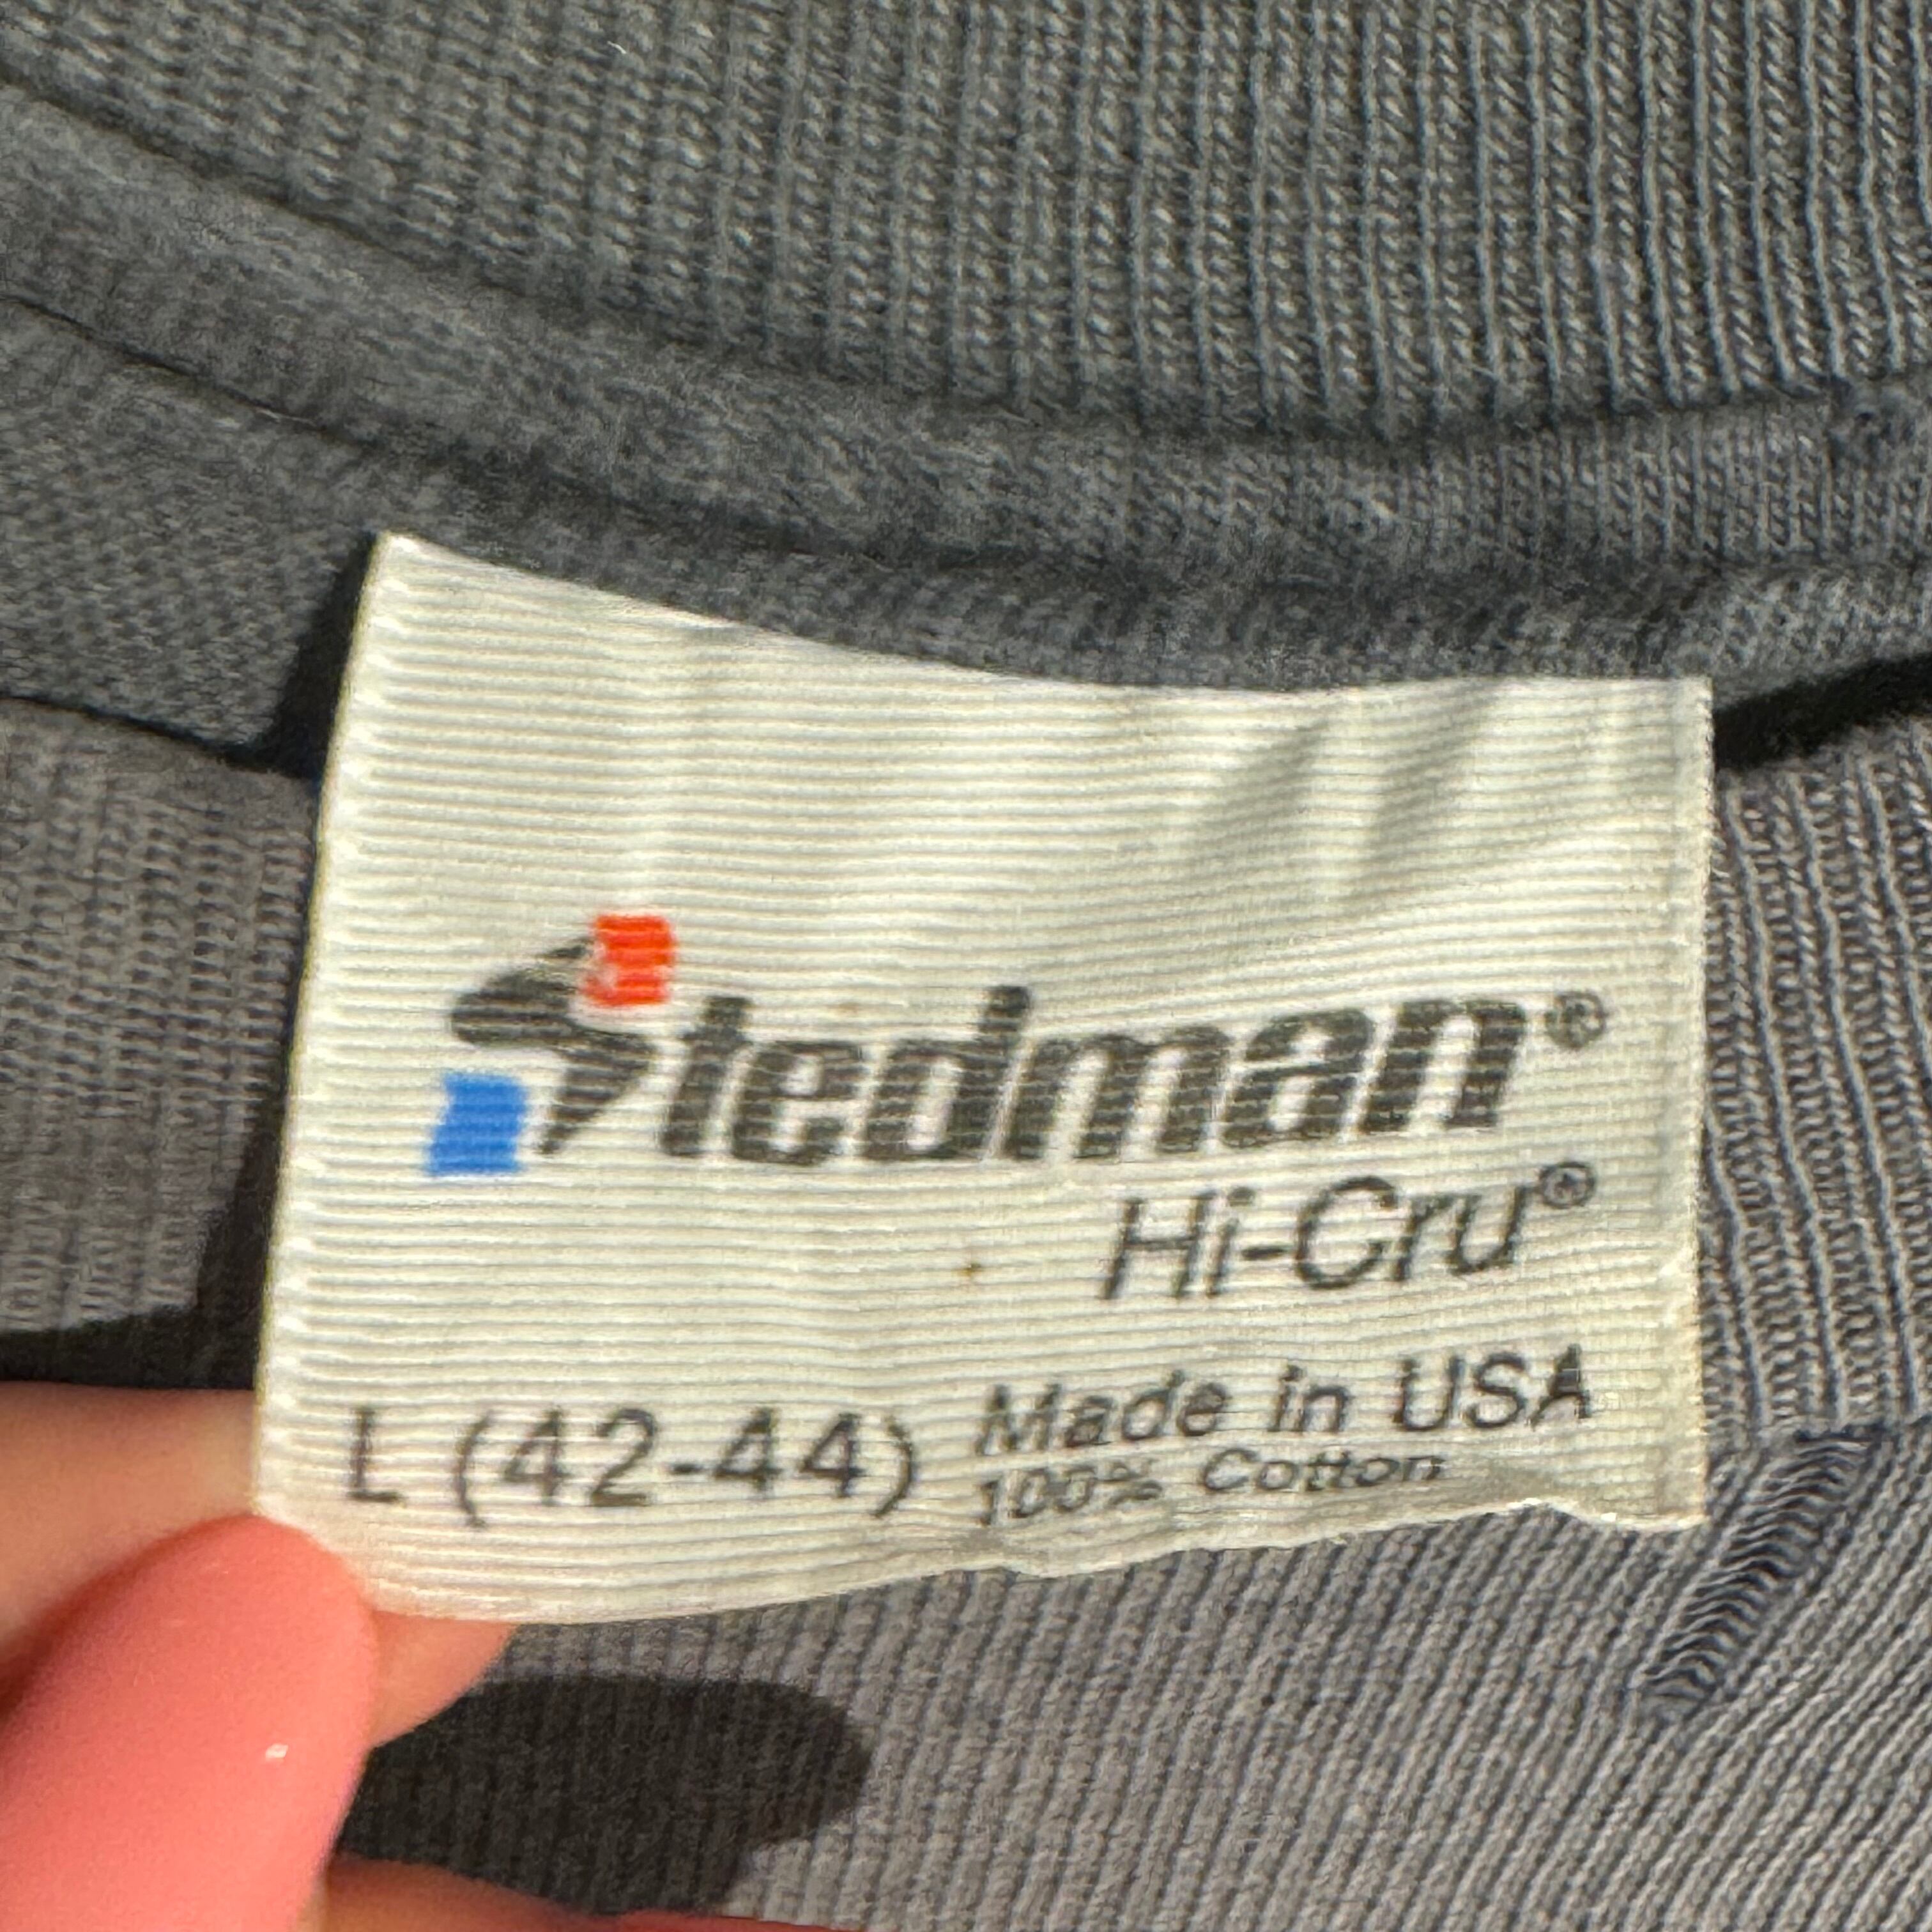 Stedman®
Hi-Cru®
L (42-44) Made in USA
100% Cotton